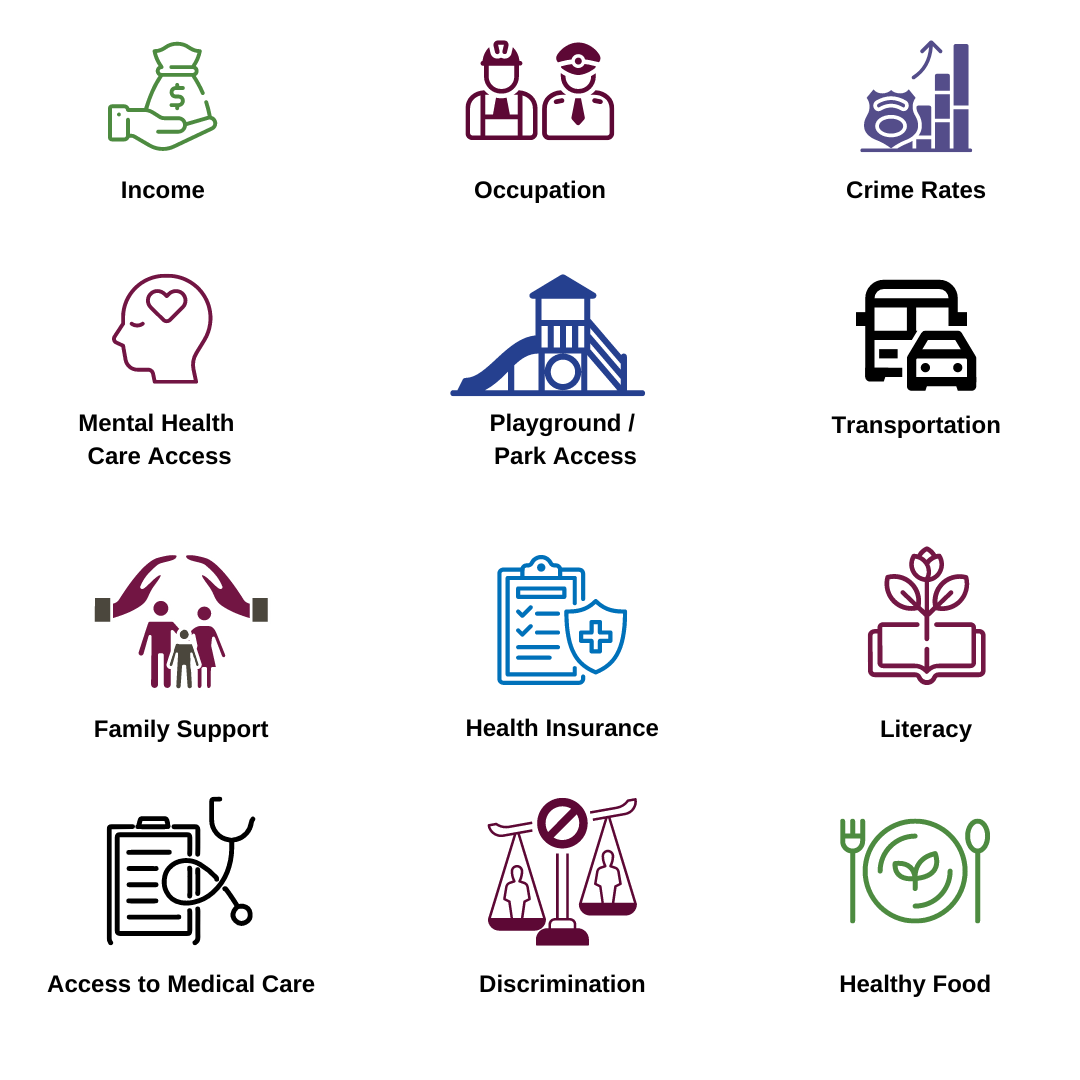 $
Income
Occupation
Crime Rates
Mental Health
Care Access
Playground /
Park Access
Transportation
Family Support
Health Insurance
Literacy
Access to Medical Care
Discrimination
Healthy Food